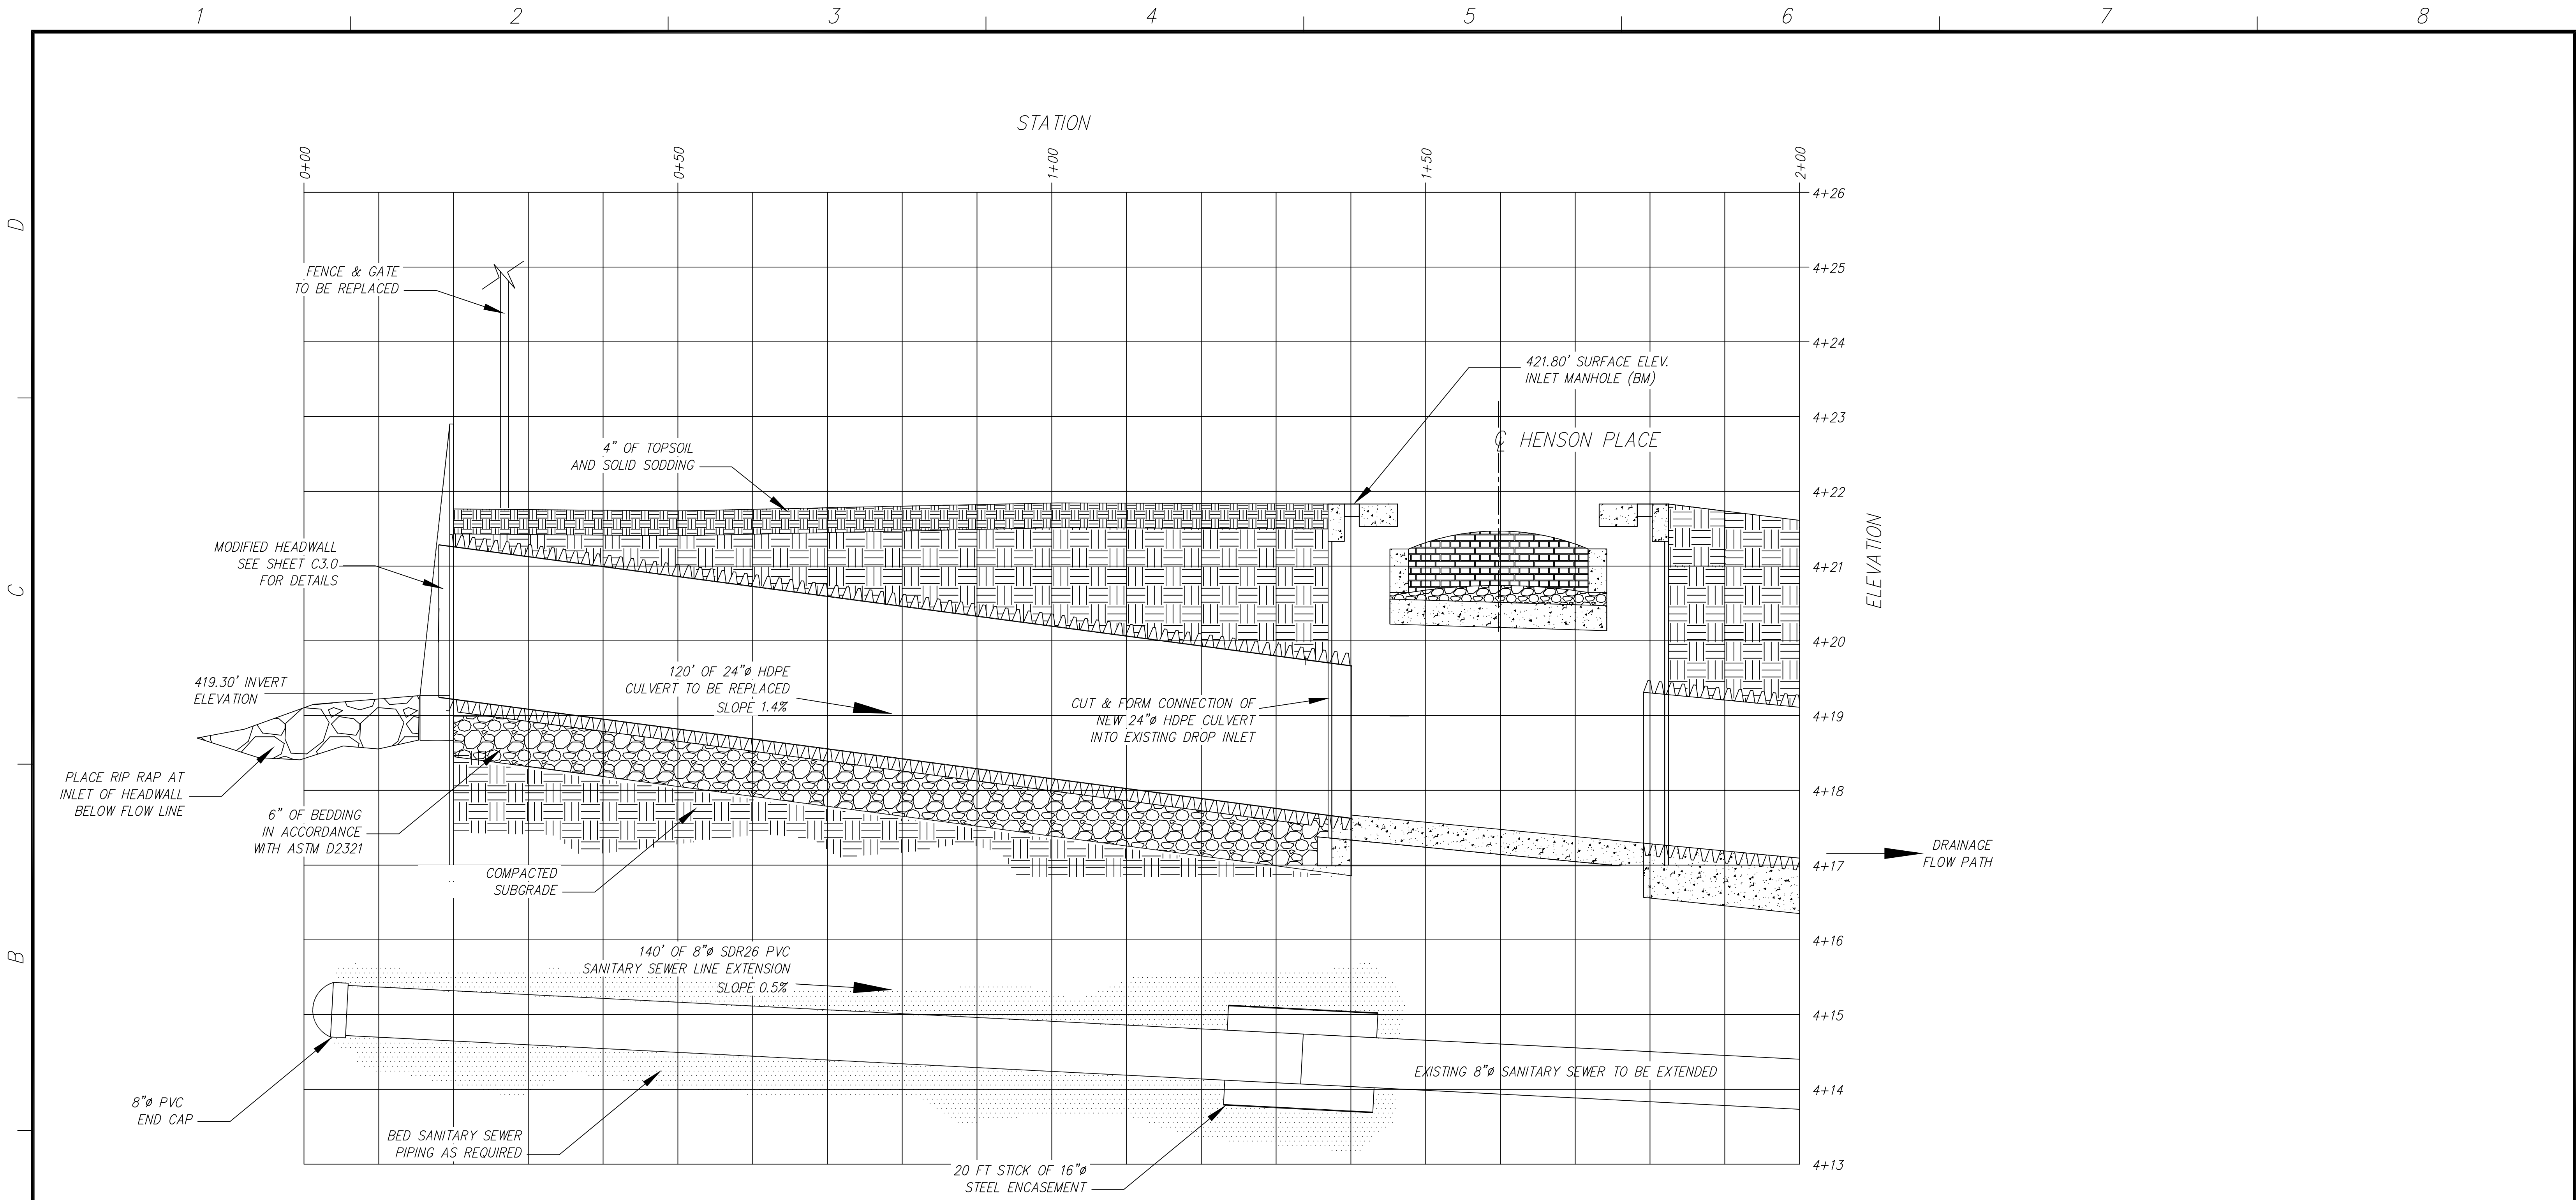 1 2 3 4 5 6 7 8
STATION
0+00 0+50 1+00 1+50 2+00
4+26
D
FENCE & GATE
TO BE REPLACED
4+25
4+24
421.80' SURFACE ELEV.
INLET MANHOLE (BM)
4+23
℄ HENSON PLACE
4" OF TOPSOIL
AND SOLID SODDING
4+22
ELEVATION
MODIFIED HEADWALL
SEE SHEET C3.0
FOR DETAILS
4+21
C
4+20
419.30' INVERT
ELEVATION
120' OF 24"ø HDPE
CULVERT TO BE REPLACED
SLOPE 1.4%
CUT & FORM CONNECTION OF
NEW 24"ø HDPE CULVERT
INTO EXISTING DROP INLET
4+19
PLACE RIP RAP AT
INLET OF HEADWALL
BELOW FLOW LINE
4+18
6" OF BEDDING
IN ACCORDANCE
WITH ASTM D2321
DRAINAGE
FLOW PATH
4+17
COMPACTED
SUBGRADE
4+16
B
140' OF 8"ø SDR26 PVC
SANITARY SEWER LINE EXTENSION
SLOPE 0.5%
4+15
EXISTING 8"ø SANITARY SEWER TO BE EXTENDED
4+14
8"ø PVC
END CAP
BED SANITARY SEWER
PIPING AS REQUIRED
4+13
20 FT STICK OF 16"ø
STEEL ENCASEMENT